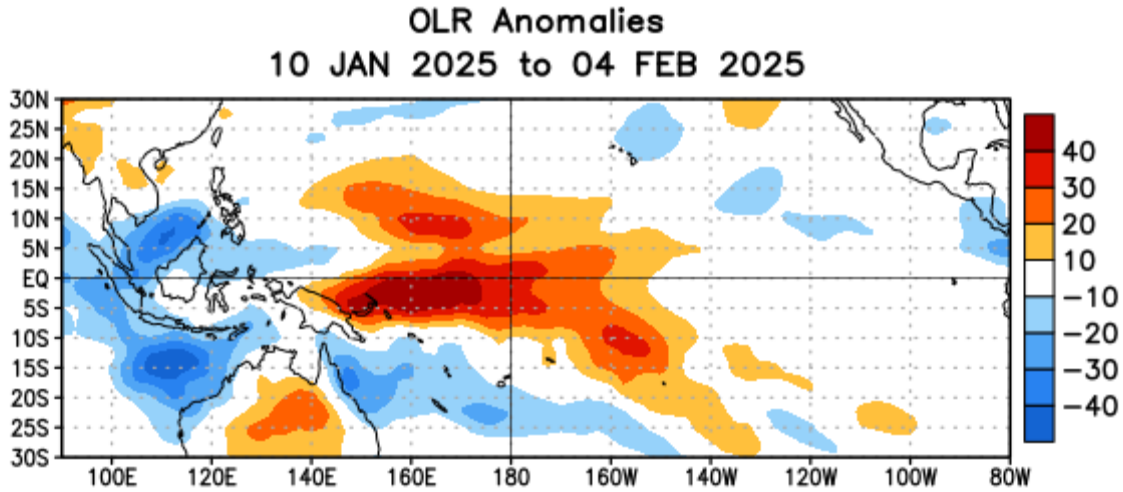 OLR Anomalies
10 JAN 2025 to 04 FEB 2025
30N
25N
20N
15N
10N
5N
EQ
5S
10S
15S
20S
25S
30S
100E 120E 140E 160E 180 160W 140W 120W 100W 80W
40
30
20
10
−10
−20
−30
−40